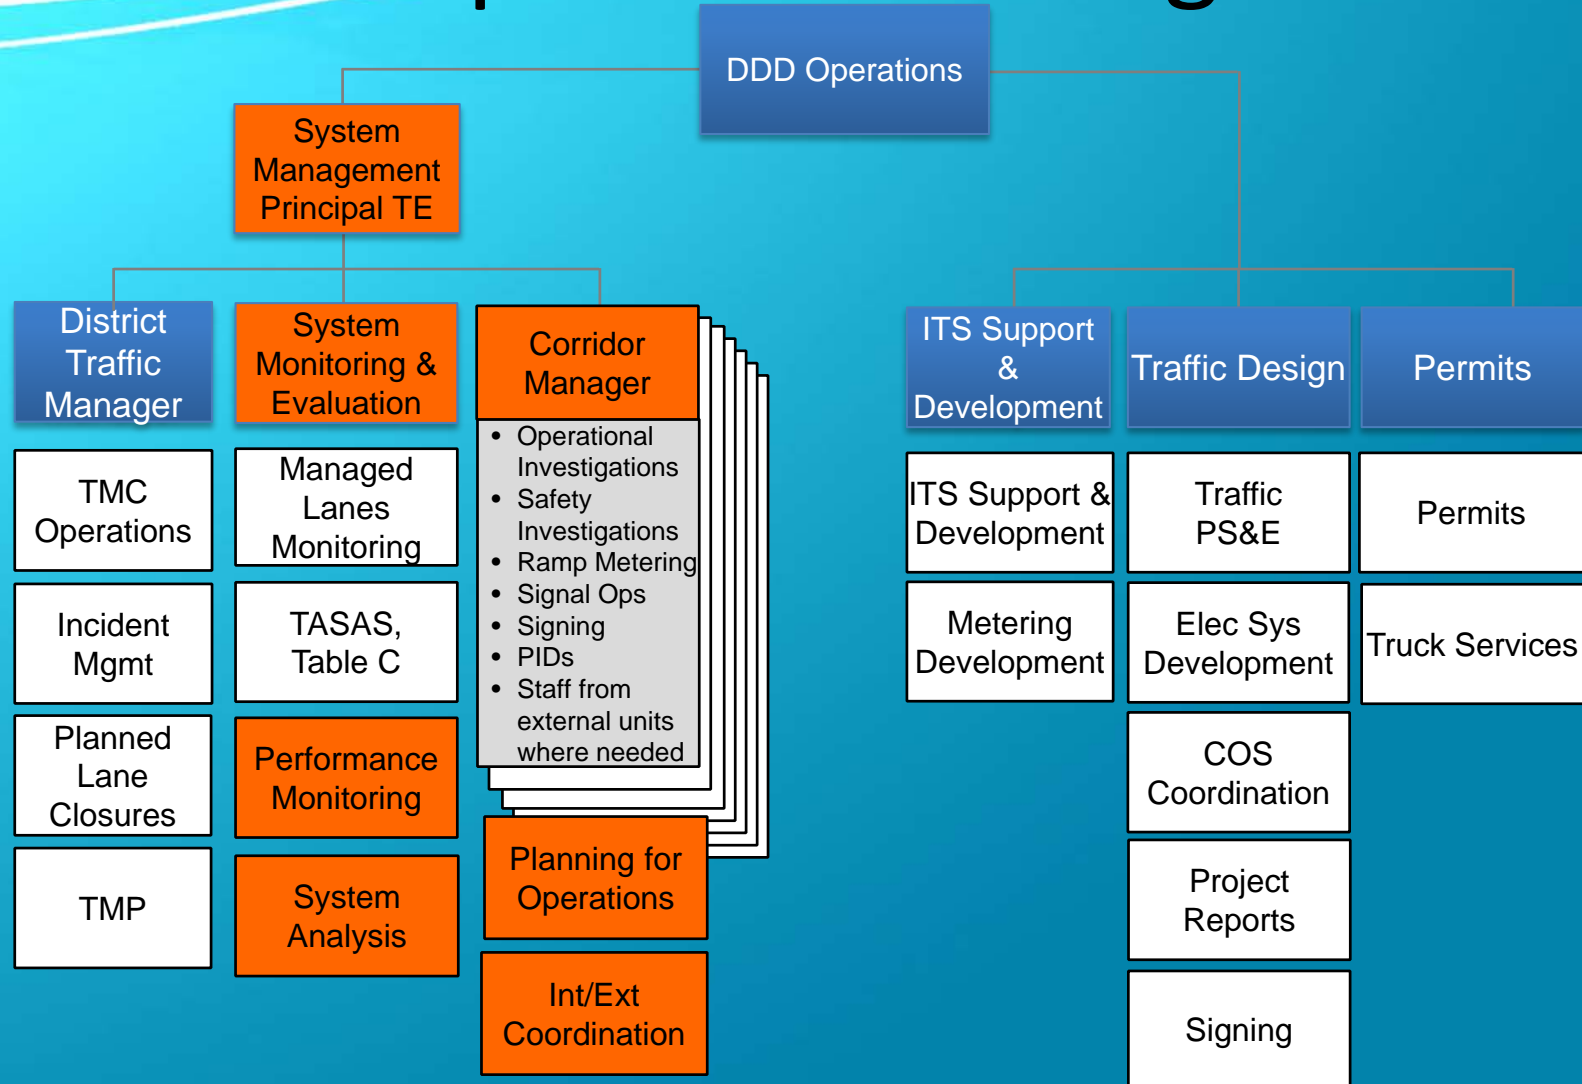 DDD Operations
System
Management
Principal TE
District
Traffic
Manager
TMC
Operations
Incident
Mgmt
Planned
Lane
Closures
TMP
System
Monitoring &
Evaluation
Managed
Lanes
Monitoring
TASAS,
Table C
Performance
Monitoring
System
Analysis
Corridor
Manager
• Operational
Investigations
• Safety
Investigations
• Ramp Metering
• Signal Ops
• Signing
• PIDs
• Staff from
external units
where needed
Planning for
Operations
Int/Ext
Coordination
ITS Support
&
Development
ITS Support &
Development
Metering
Development
Traffic Design
Traffic
PS&E
Elec Sys
Development
COS
Coordination
Project
Reports
Signing
Permits
Permits
Truck Services